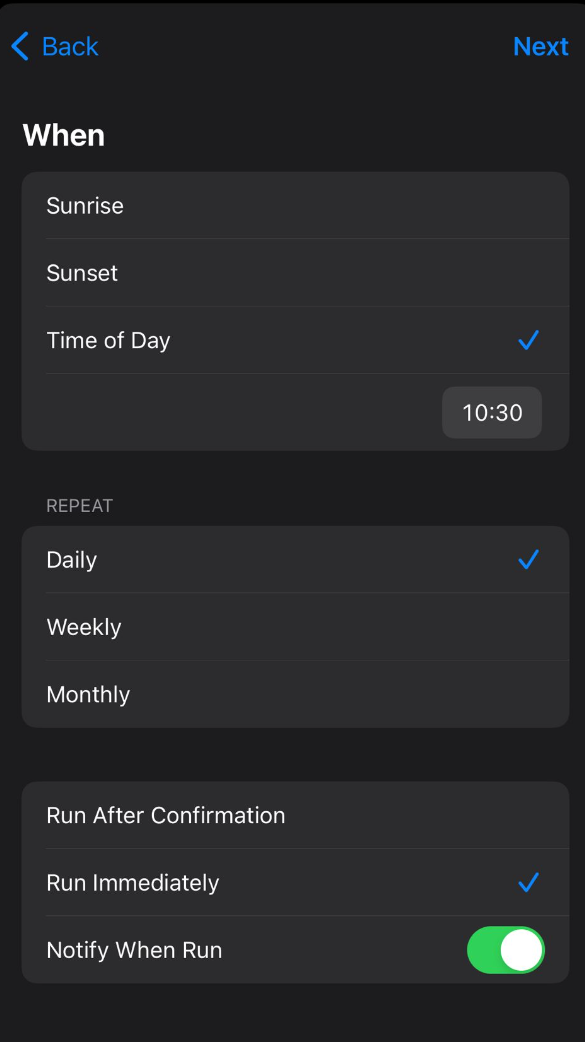 Back
Next
When
Sunrise
Sunset
Time of Day
10:30
REPEAT
Daily
Weekly
Monthly
Run After Confirmation
Run Immediately
Notify When Run